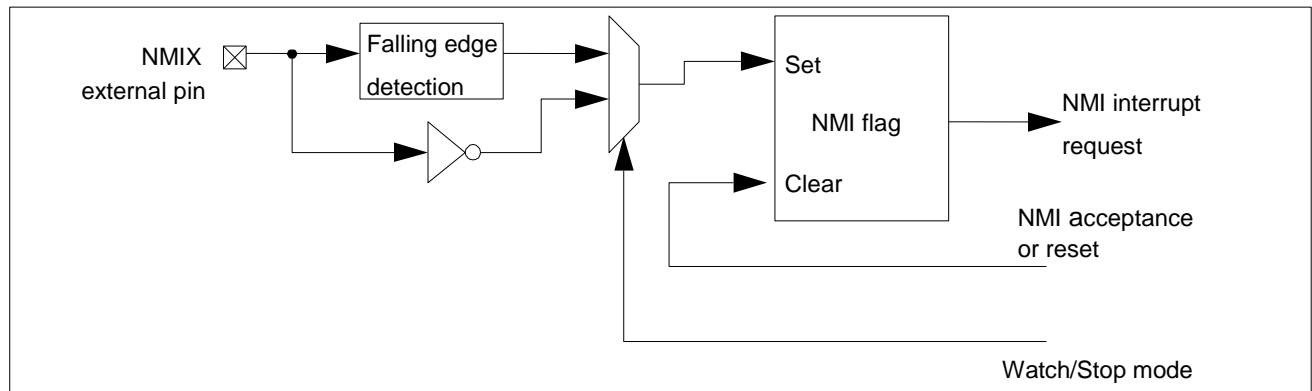 NMIX
external pin
Falling edge
detection
Set
NMI flag
Clear
NMI interrupt
request
NMI acceptance
or reset
Watch/Stop mode